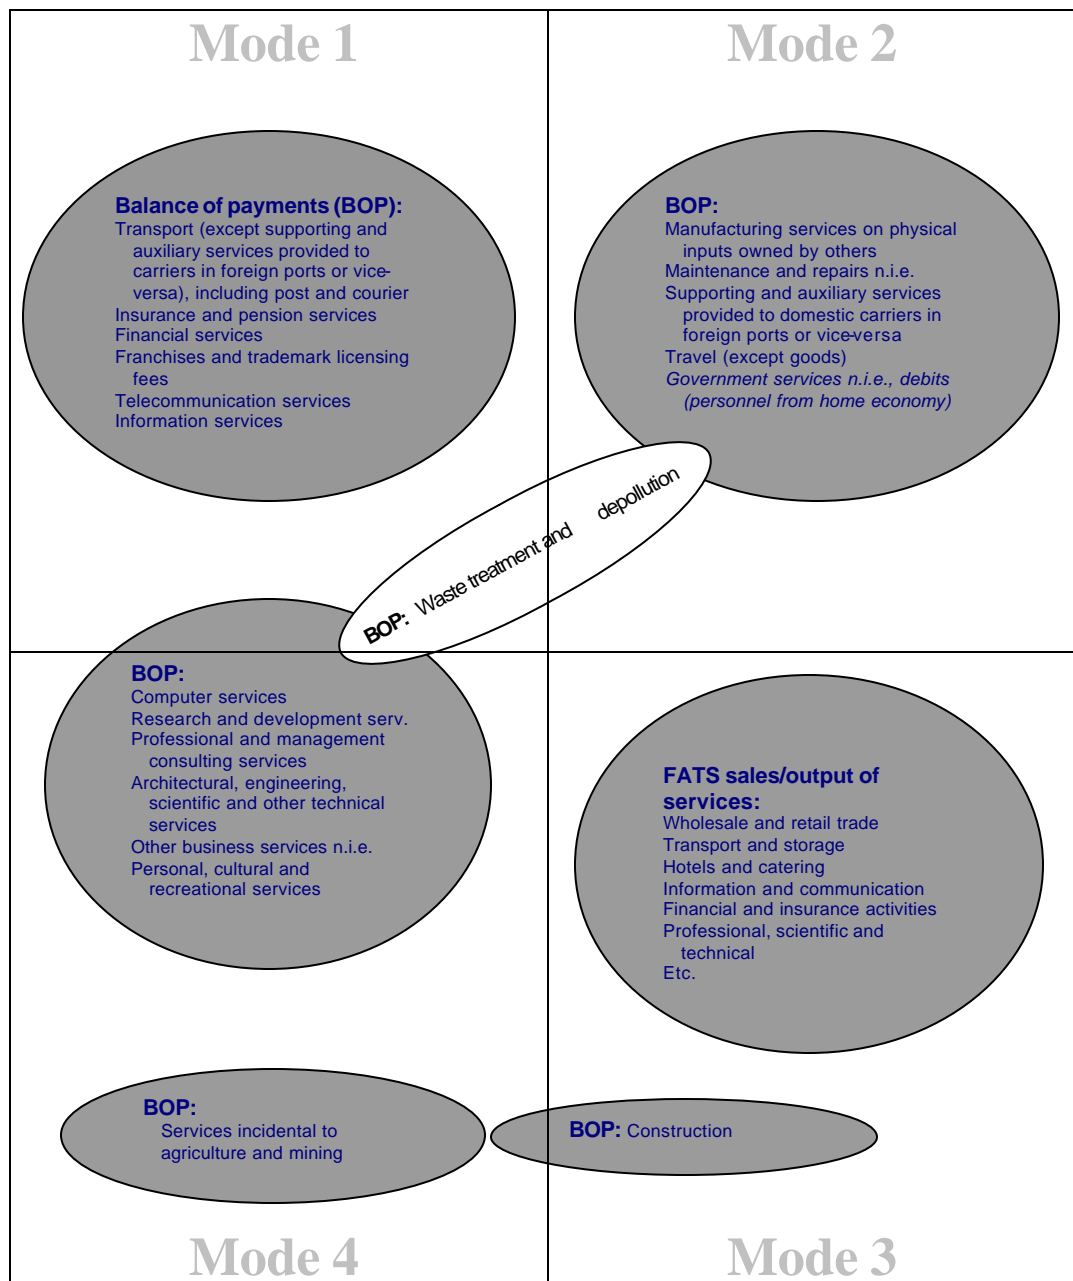 Mode 1
Mode 2
Balance of payments (BOP):
Transport (except supporting and
auxiliary services provided to
carriers in foreign ports or vice-
versa), including post and courier
Insurance and pension services
Financial services
Franchises and trademark licensing
fees
Telecommunication services
Information services
BOP:
Manufacturing services on physical
inputs owned by others
Maintenance and repairs n.i.e.
Supporting and auxiliary services
provided to domestic carriers in
foreign ports or vice-versa
Travel (except goods)
Government services n.i.e., debits
(personnel from home economy)
BOP: Waste treatment and depollution
BOP:
Computer services
Research and development serv.
Professional and management
consulting services
Architectural, engineering,
scientific and other technical
services
Other business services n.i.e.
Personal, cultural and
recreational services
FATS sales/output of
services:
Wholesale and retail trade
Transport and storage
Hotels and catering
Information and communication
Financial and insurance activities
Professional, scientific and
technical
Etc.
BOP:
Services incidental to
agriculture and mining
BOP: Construction
Mode 4
Mode 3